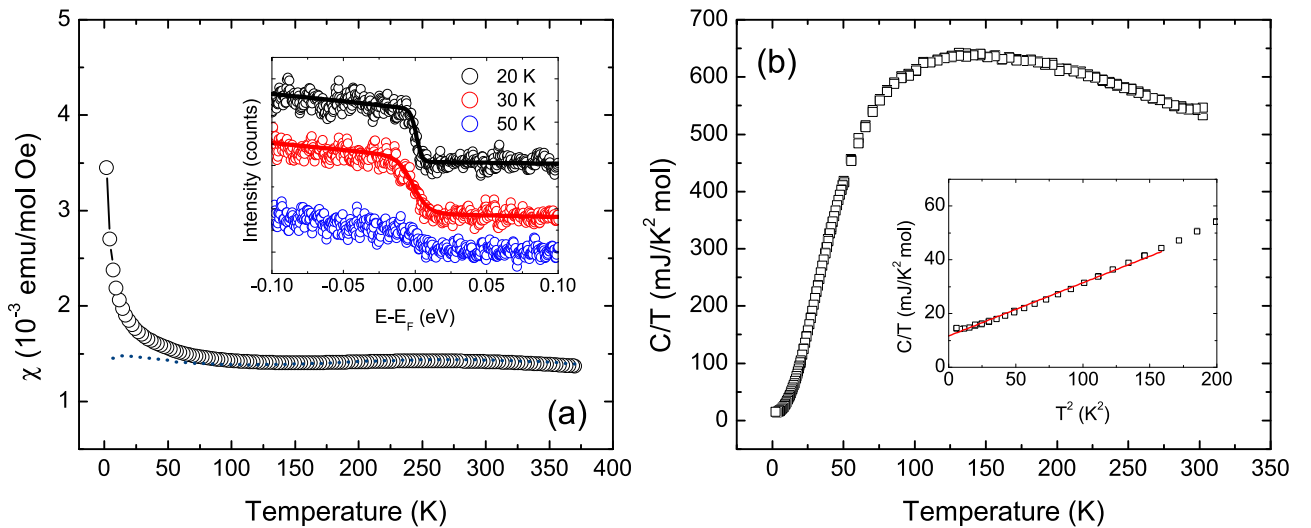 5
4
3
2
1
χ (10⁻³ emu/mol Oe)
0 50 100 150 200 250 300 350 400
Temperature (K)
(a)
Intensity (counts)
20 K
30 K
50 K
-0.10 -0.05 0.00 0.05 0.10
E-E_F (eV)
700
600
500
400
300
200
100
0
C/T (mJ/K² mol)
0 50 100 150 200 250 300 350
Temperature (K)
(b)
60
40
20
0
C/T (mJ/K² mol)
0 50 100 150 200
T² (K²)